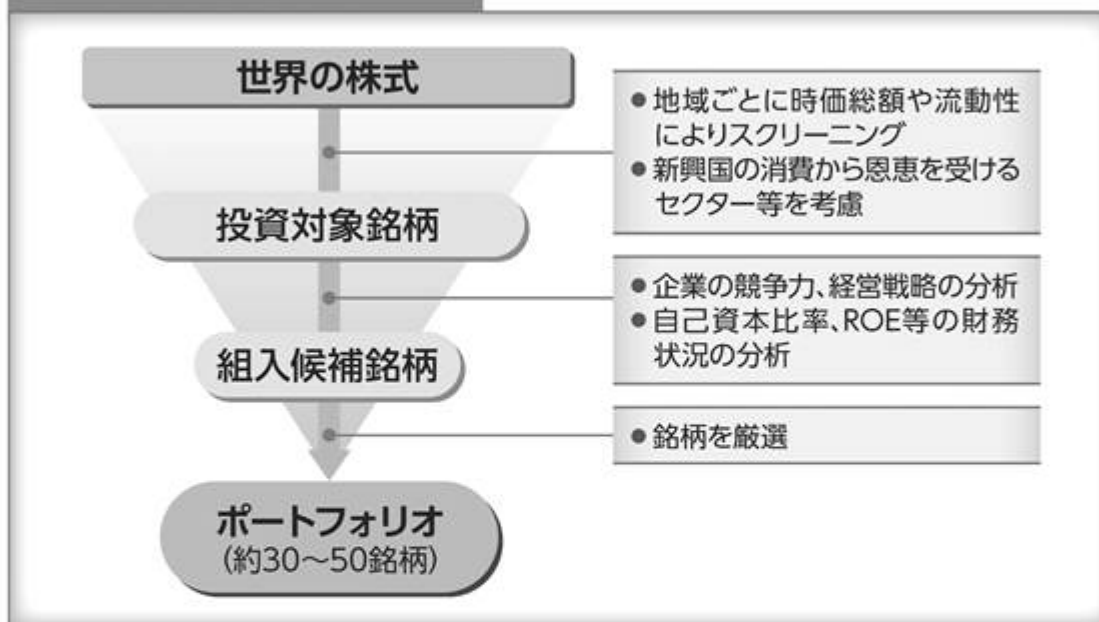 世界の株式
●地域ごとに時価総額や流動性
によりスクリーニング
●新興国の消費から恩恵を受ける
セクター等を考慮
投資対象銘柄
●企業の競争力、経営戦略の分析
●自己資本比率、ROE等の財務
状況の分析
組入候補銘柄
●銘柄を厳選
ポートフォリオ
(約30～50銘柄)